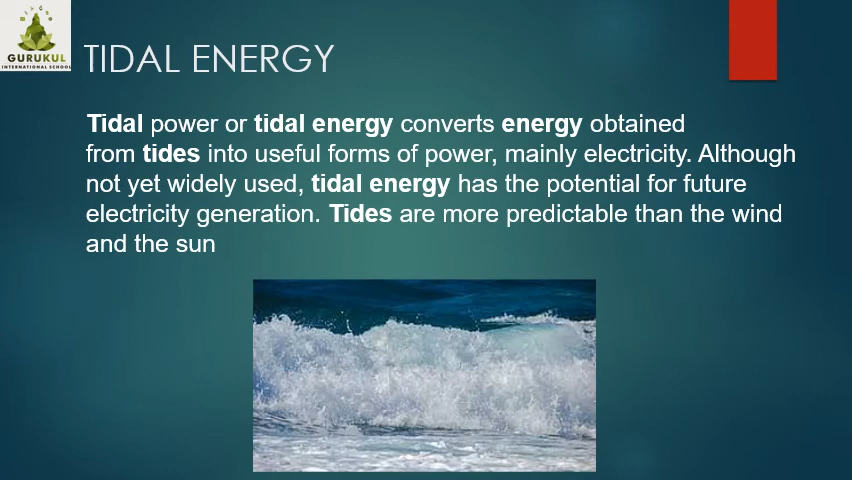 GURUKUL
INTERNATIONAL SCHOOL
TIDAL ENERGY
Tidal power or tidal energy converts energy obtained
from tides into useful forms of power, mainly electricity. Although
not yet widely used, tidal energy has the potential for future
electricity generation. Tides are more predictable than the wind
and the sun